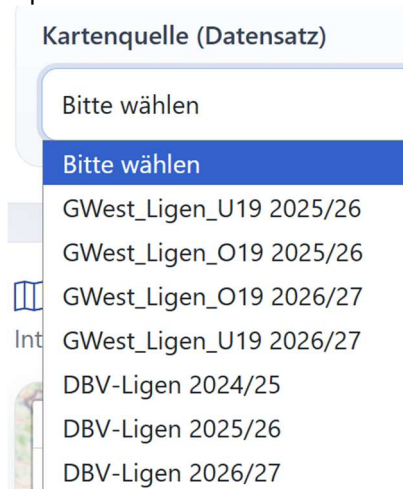 Kartenquelle (Datensatz)
Bitte wählen
Bitte wählen
GWest_Ligen_U19 2025/26
GWest_Ligen_O19 2025/26
GWest_Ligen_O19 2026/27
Int
GWest_Ligen_U19 2026/27
DBV-Ligen 2024/25
DBV-Ligen 2025/26
DBV-Ligen 2026/27